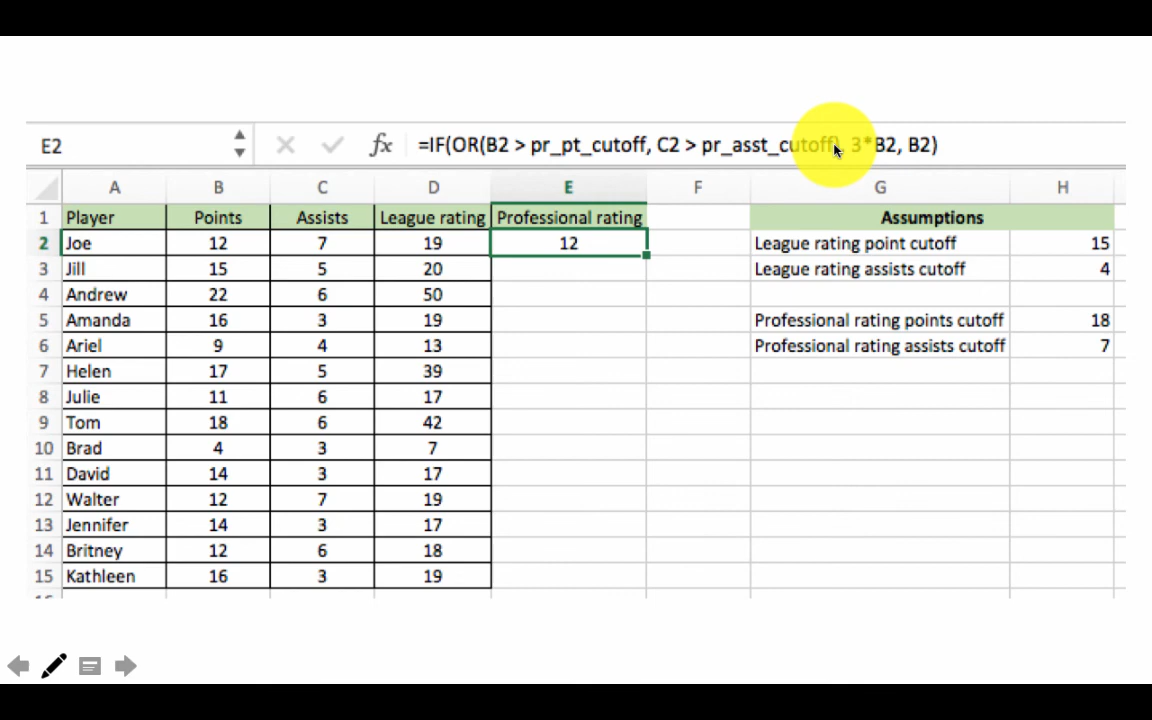 E2 fx =IF(OR(B2 > pr_pt_cutoff, C2 > pr_asst_cutoff), 3*B2, B2)
A B C D E F G H
1 Player Points Assists League rating Professional rating Assumptions
2 Joe 12 7 19 12 League rating point cutoff 15
3 Jill 15 5 20 League rating assists cutoff 4
4 Andrew 22 6 50
5 Amanda 16 3 19 Professional rating points cutoff 18
6 Ariel 9 4 13 Professional rating assists cutoff 7
7 Helen 17 5 39
8 Julie 11 6 17
9 Tom 18 6 42
10 Brad 4 3 7
11 David 14 3 17
12 Walter 12 7 19
13 Jennifer 14 3 17
14 Britney 12 6 18
15 Kathleen 16 3 19